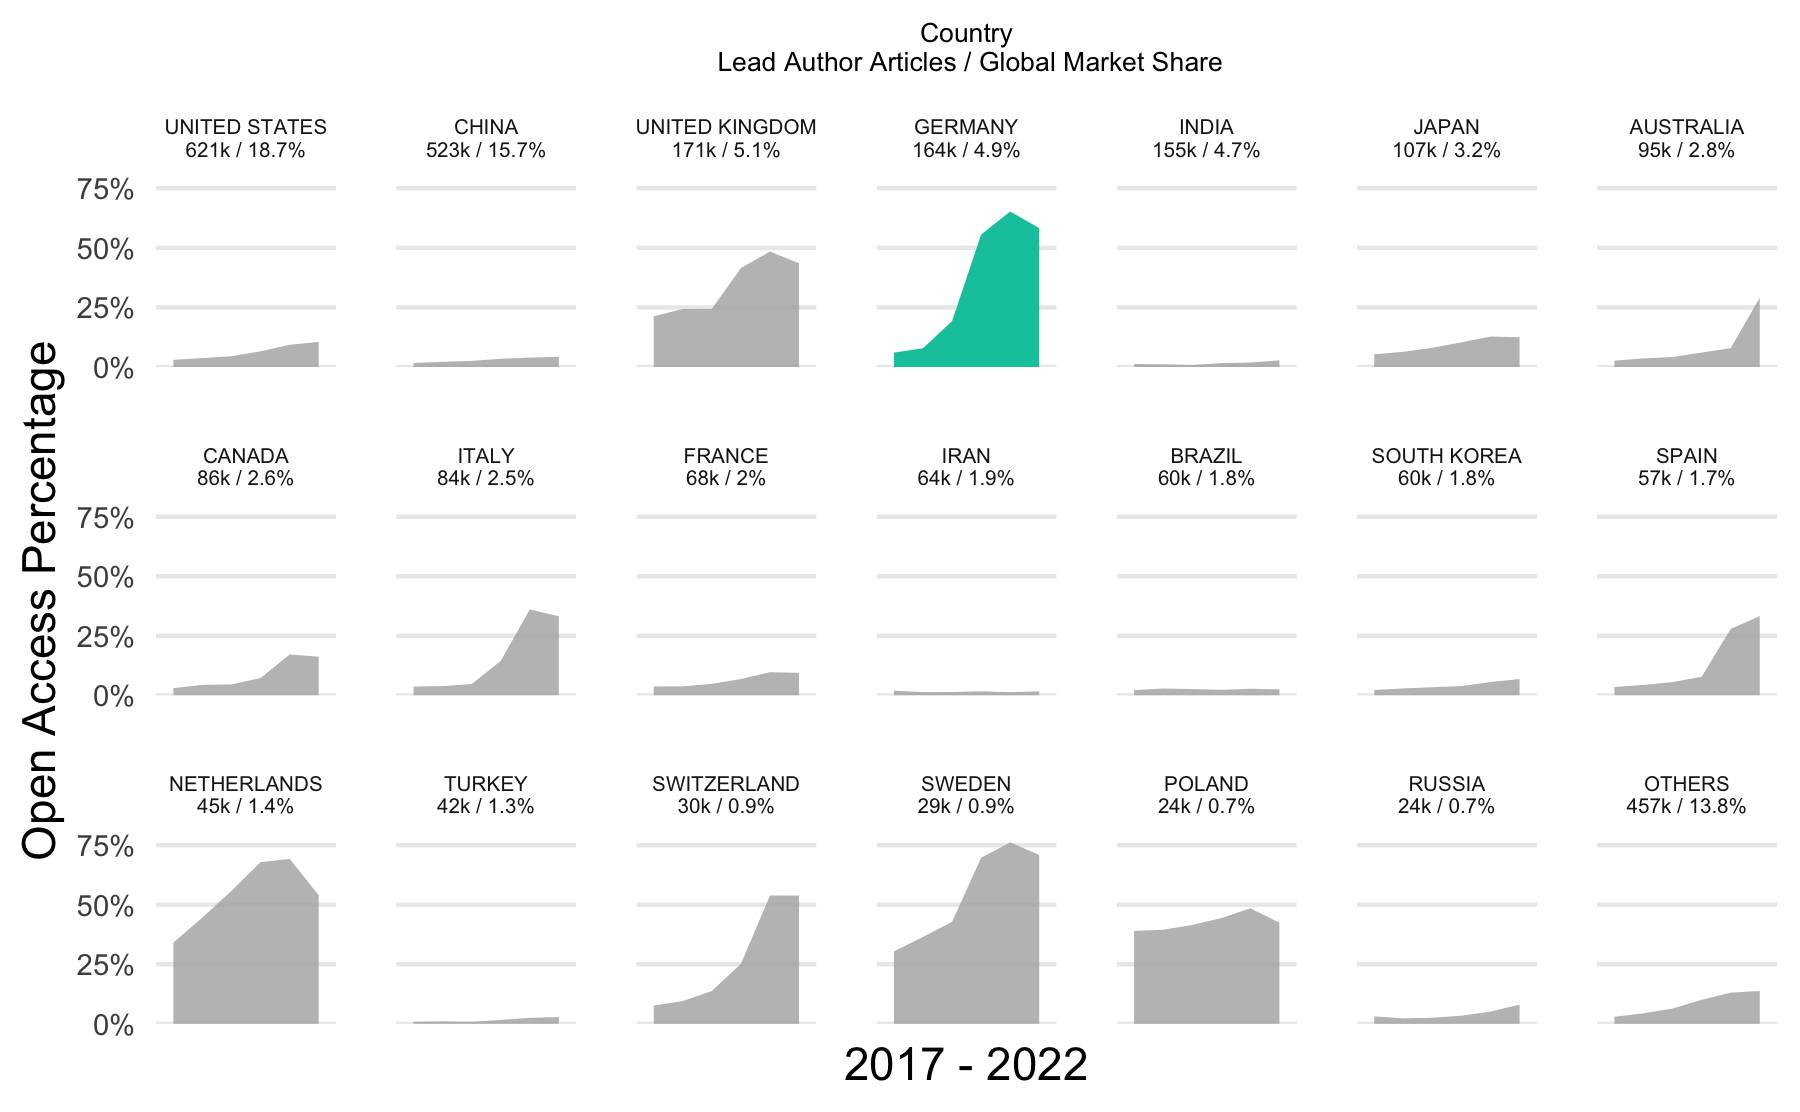 Country
Lead Author Articles / Global Market Share
UNITED STATES
621k / 18.7%
CHINA
523k / 15.7%
UNITED KINGDOM
171k / 5.1%
GERMANY
164k / 4.9%
INDIA
155k / 4.7%
JAPAN
107k / 3.2%
AUSTRALIA
95k / 2.8%
75%
50%
25%
0%
CANADA
86k / 2.6%
ITALY
84k / 2.5%
FRANCE
68k / 2%
IRAN
64k / 1.9%
BRAZIL
60k / 1.8%
SOUTH KOREA
60k / 1.8%
SPAIN
57k / 1.7%
75%
50%
25%
0%
NETHERLANDS
45k / 1.4%
TURKEY
42k / 1.3%
SWITZERLAND
30k / 0.9%
SWEDEN
29k / 0.9%
POLAND
24k / 0.7%
RUSSIA
24k / 0.7%
OTHERS
457k / 13.8%
75%
50%
25%
0%
Open Access Percentage
2017 - 2022